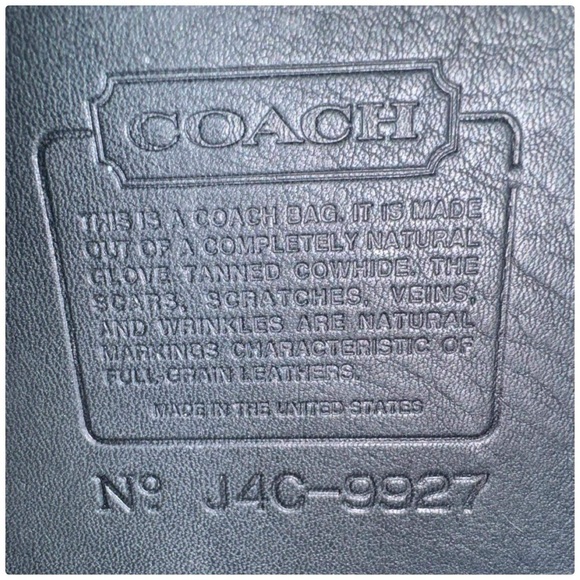 COACH
THIS IS A COACH BAG. IT IS MADE
OUT OF A COMPLETELY NATURAL
GLOVE TANNED COWHIDE. THE
SCARS, SCRATCHES, VEINS,
AND WRINKLES ARE NATURAL
MARKINGS CHARACTERISTIC OF
FULL GRAIN LEATHERS.
MADE IN THE UNITED STATES
Nº J4C-9927